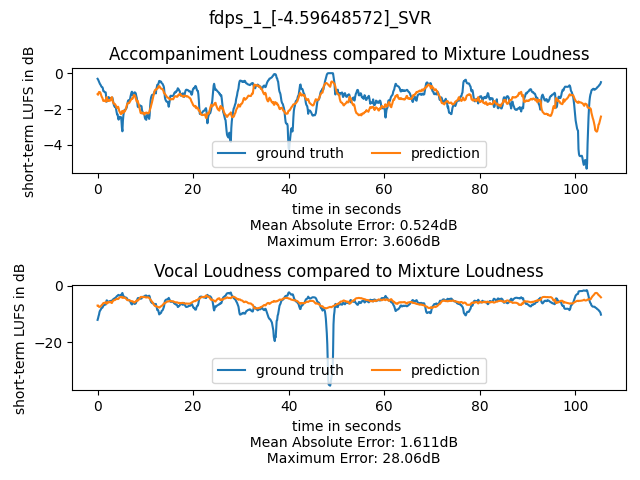 fdps_1_[-4.59648572]_SVR
Accompaniment Loudness compared to Mixture Loudness
short-term LUFS in dB
0
−2
−4
ground truth
prediction
0
20
40
60
80
100
time in seconds
Mean Absolute Error: 0.524dB
Maximum Error: 3.606dB
Vocal Loudness compared to Mixture Loudness
short-term LUFS in dB
0
−20
ground truth
prediction
0
20
40
60
80
100
time in seconds
Mean Absolute Error: 1.611dB
Maximum Error: 28.06dB